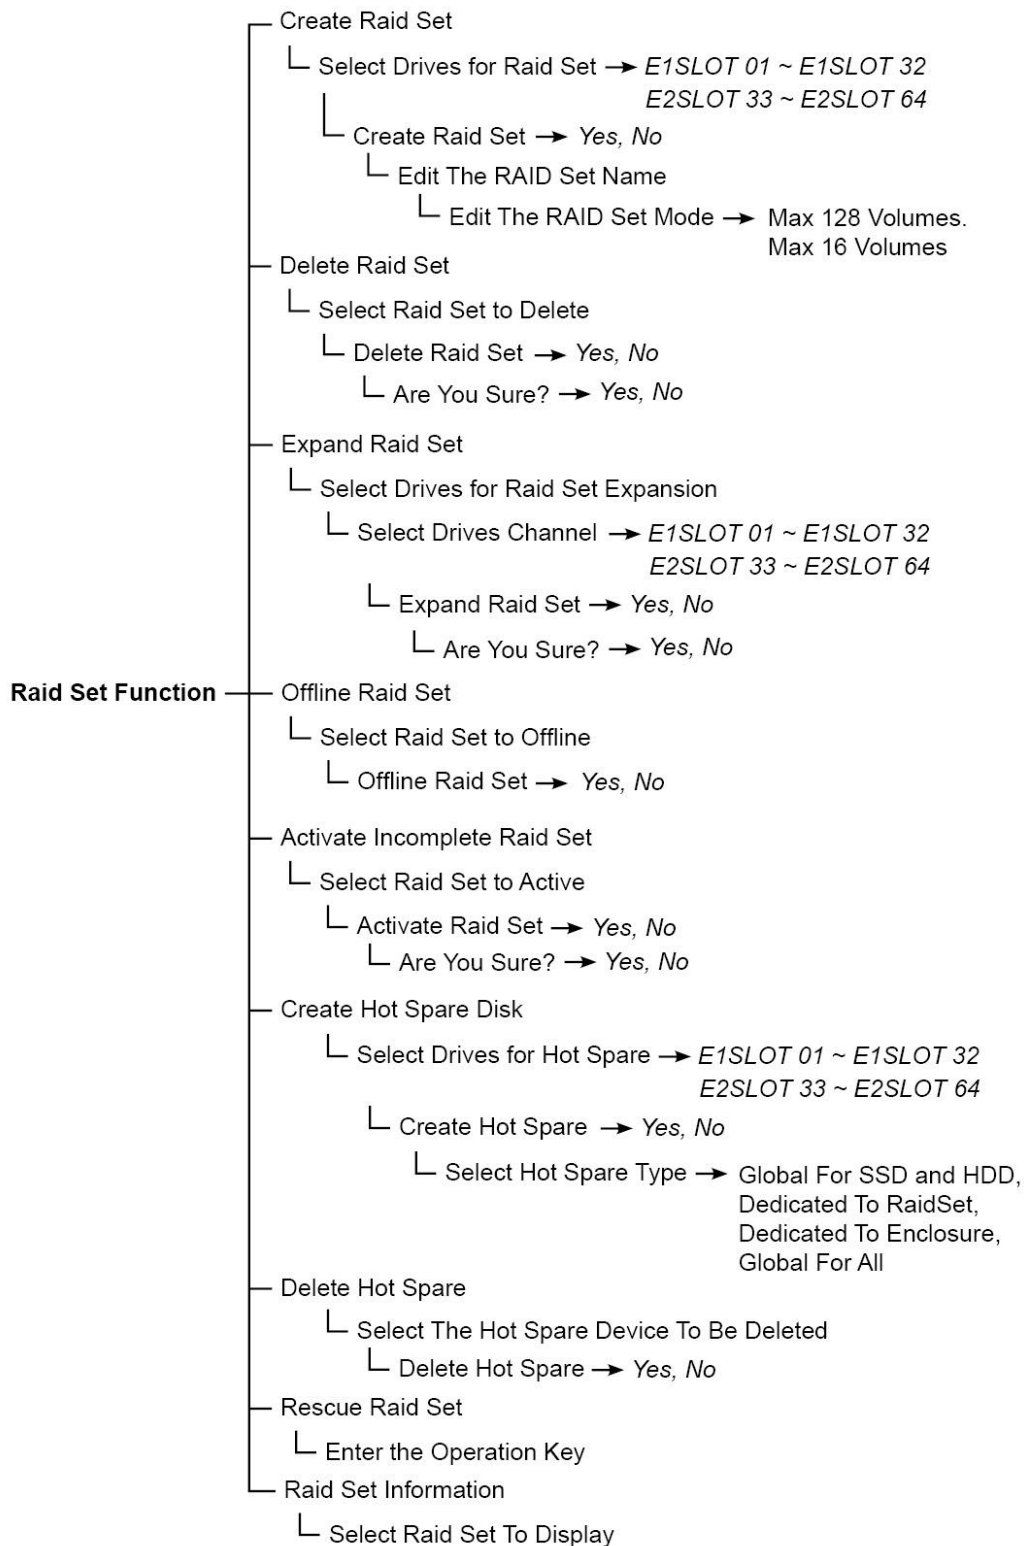 Create Raid Set
Select Drives for Raid Set → E1SLOT 01 ~ E1SLOT 32
E2SLOT 33 ~ E2SLOT 64
Create Raid Set → Yes, No
Edit The RAID Set Name
Edit The RAID Set Mode → Max 128 Volumes.
Max 16 Volumes
Delete Raid Set
Select Raid Set to Delete
Delete Raid Set → Yes, No
Are You Sure? → Yes, No
Expand Raid Set
Select Drives for Raid Set Expansion
Select Drives Channel → E1SLOT 01 ~ E1SLOT 32
E2SLOT 33 ~ E2SLOT 64
Expand Raid Set → Yes, No
Are You Sure? → Yes, No
Raid Set Function
Offline Raid Set
Select Raid Set to Offline
Offline Raid Set → Yes, No
Activate Incomplete Raid Set
Select Raid Set to Active
Activate Raid Set → Yes, No
Are You Sure? → Yes, No
Create Hot Spare Disk
Select Drives for Hot Spare → E1SLOT 01 ~ E1SLOT 32
E2SLOT 33 ~ E2SLOT 64
Create Hot Spare → Yes, No
Select Hot Spare Type → Global For SSD and HDD,
Dedicated To RaidSet,
Dedicated To Enclosure,
Global For All
Delete Hot Spare
Select The Hot Spare Device To Be Deleted
Delete Hot Spare → Yes, No
Rescue Raid Set
Enter the Operation Key
Raid Set Information
Select Raid Set To Display